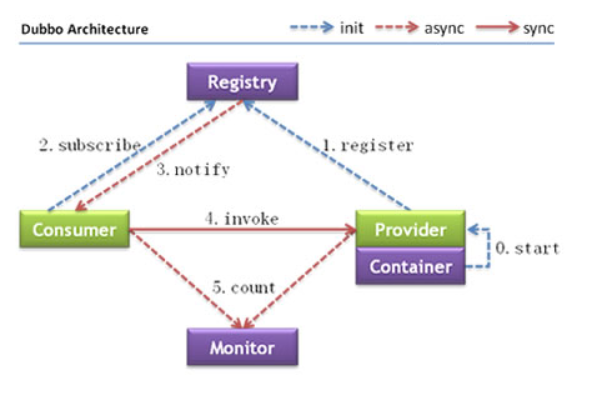 Dubbo Architecture
init
async
sync
Registry
2. subscribe
1. register
3. notify
Consumer
4. invoke
Provider
0. start
Container
5. count
Monitor